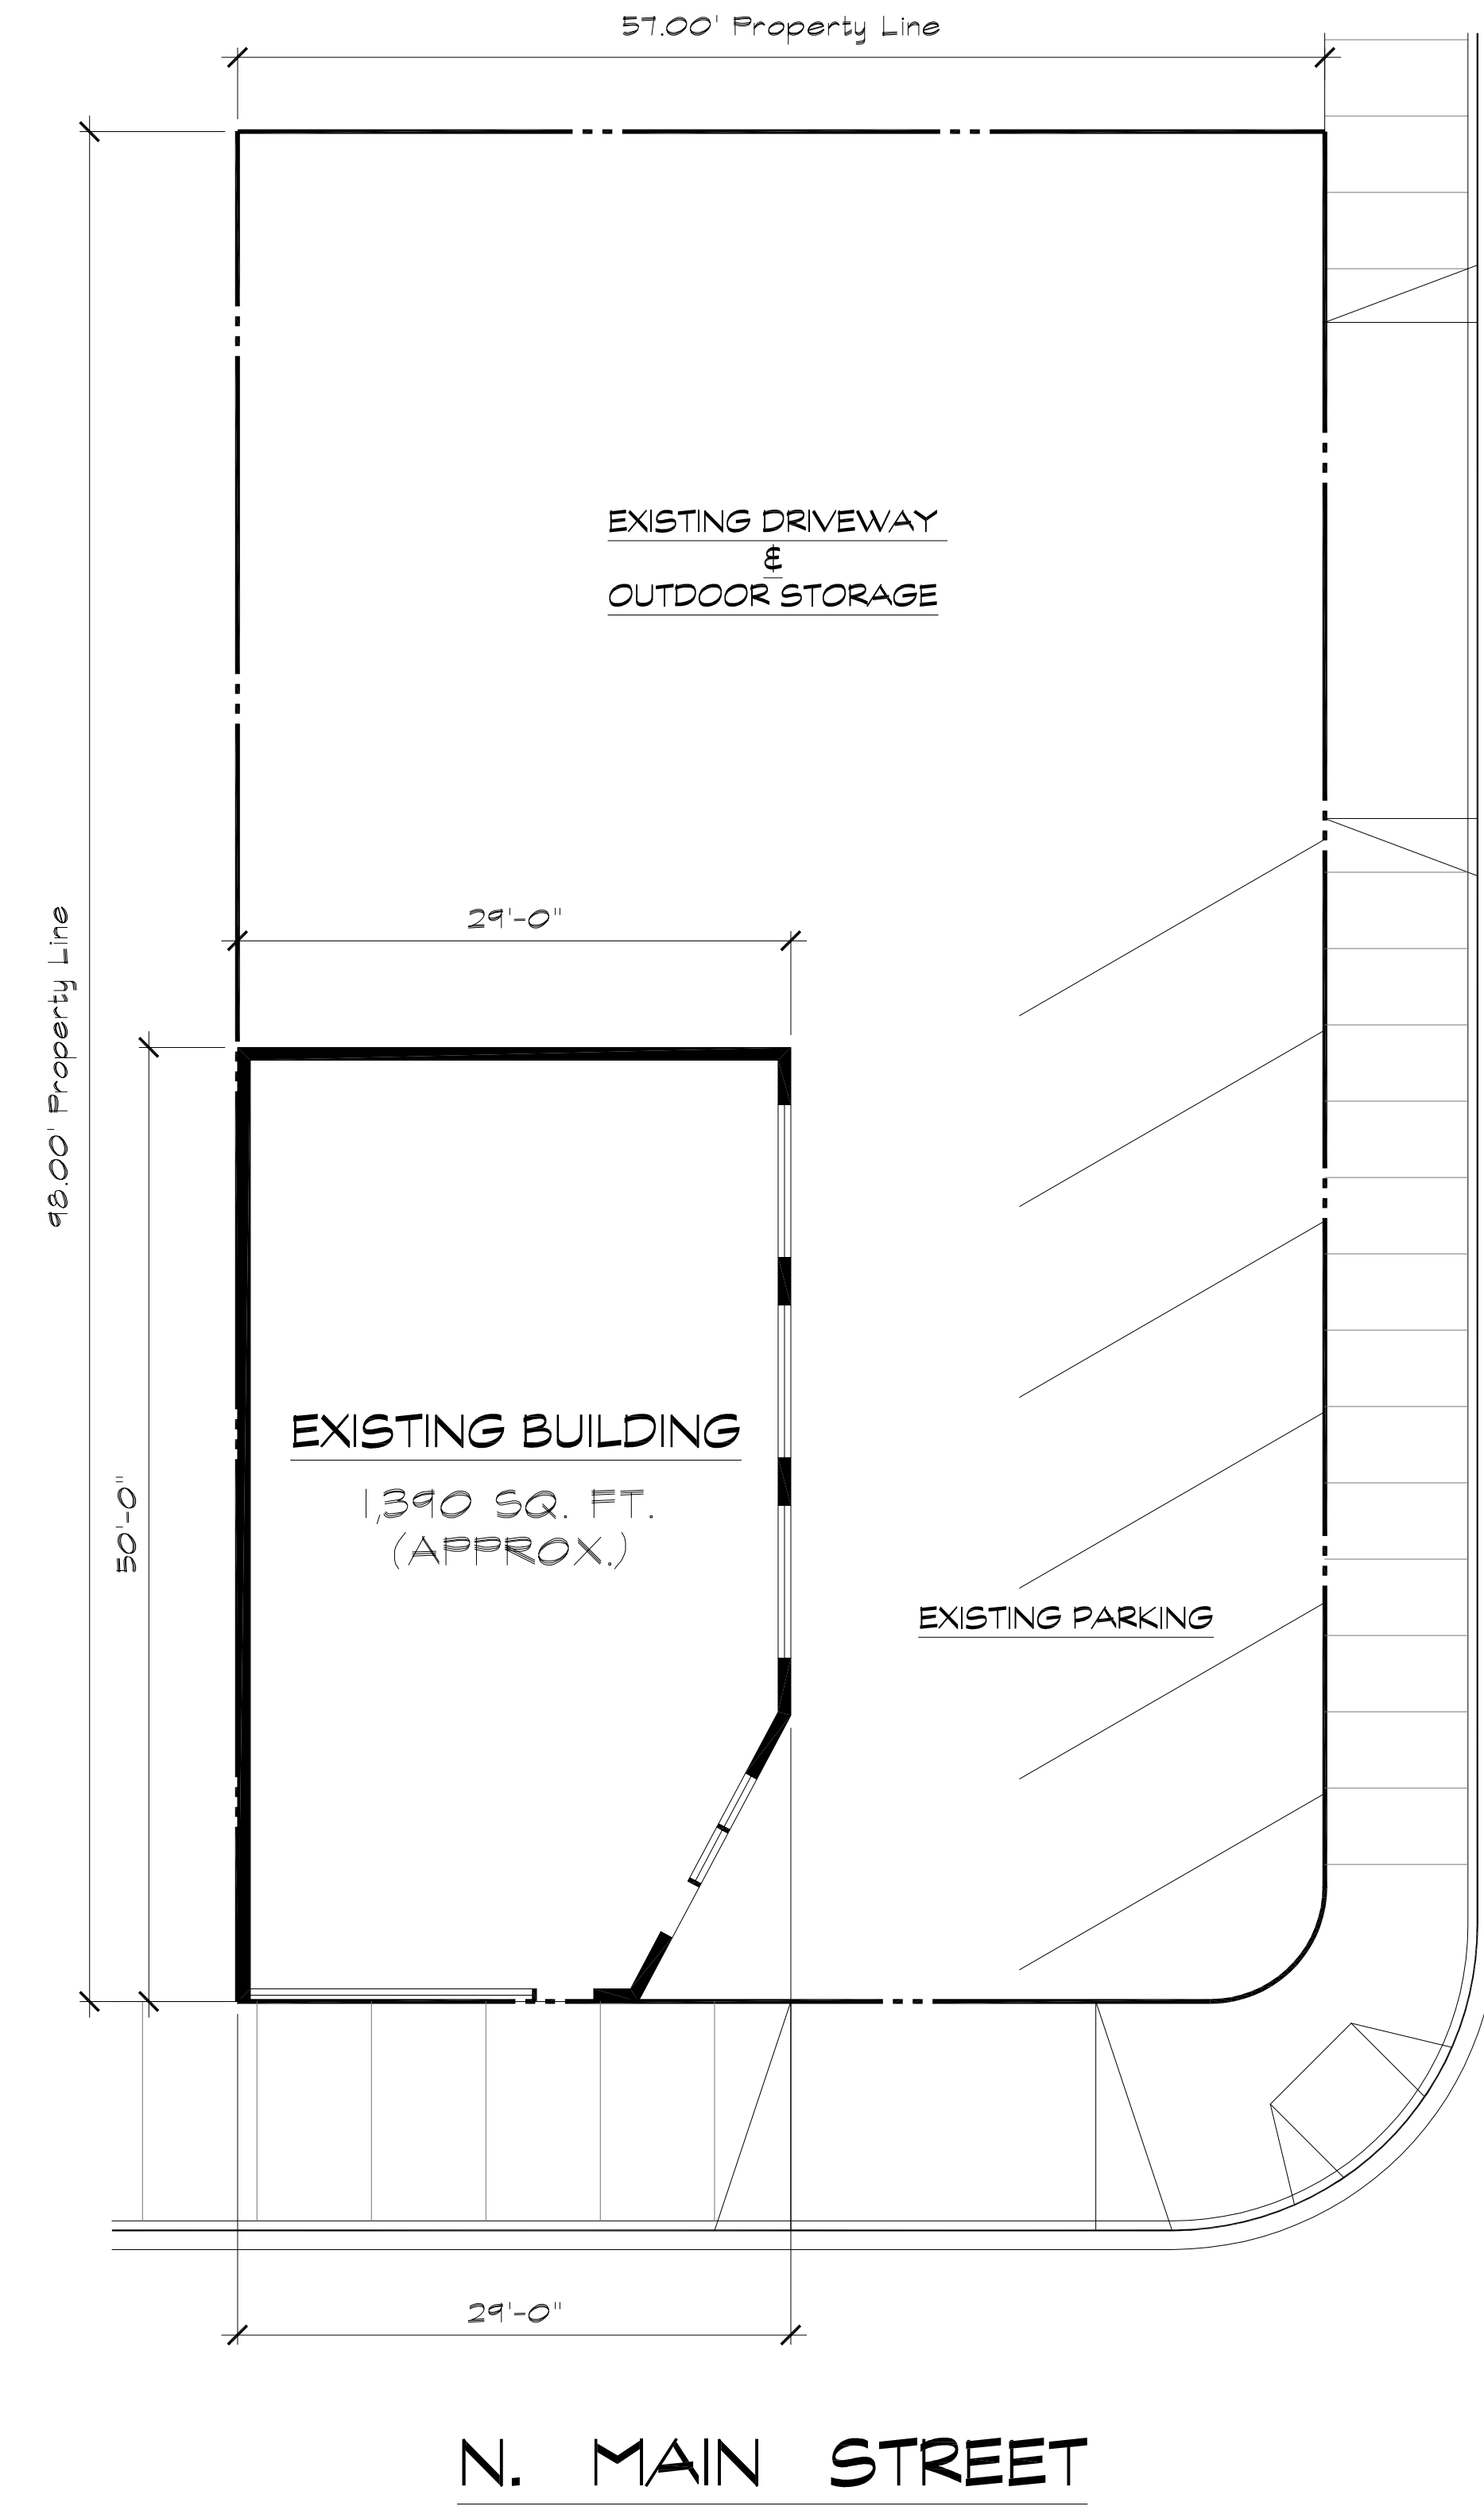 57.00' Property Line
EXISTING DRIVEWAY
&
OUTDOOR STORAGE
29'-0"
98.00' Property Line
50'-0"
EXISTING BUILDING
1,390 SQ. FT.
(APPROX.)
EXISTING PARKING
29'-0"
N. MAIN STREET